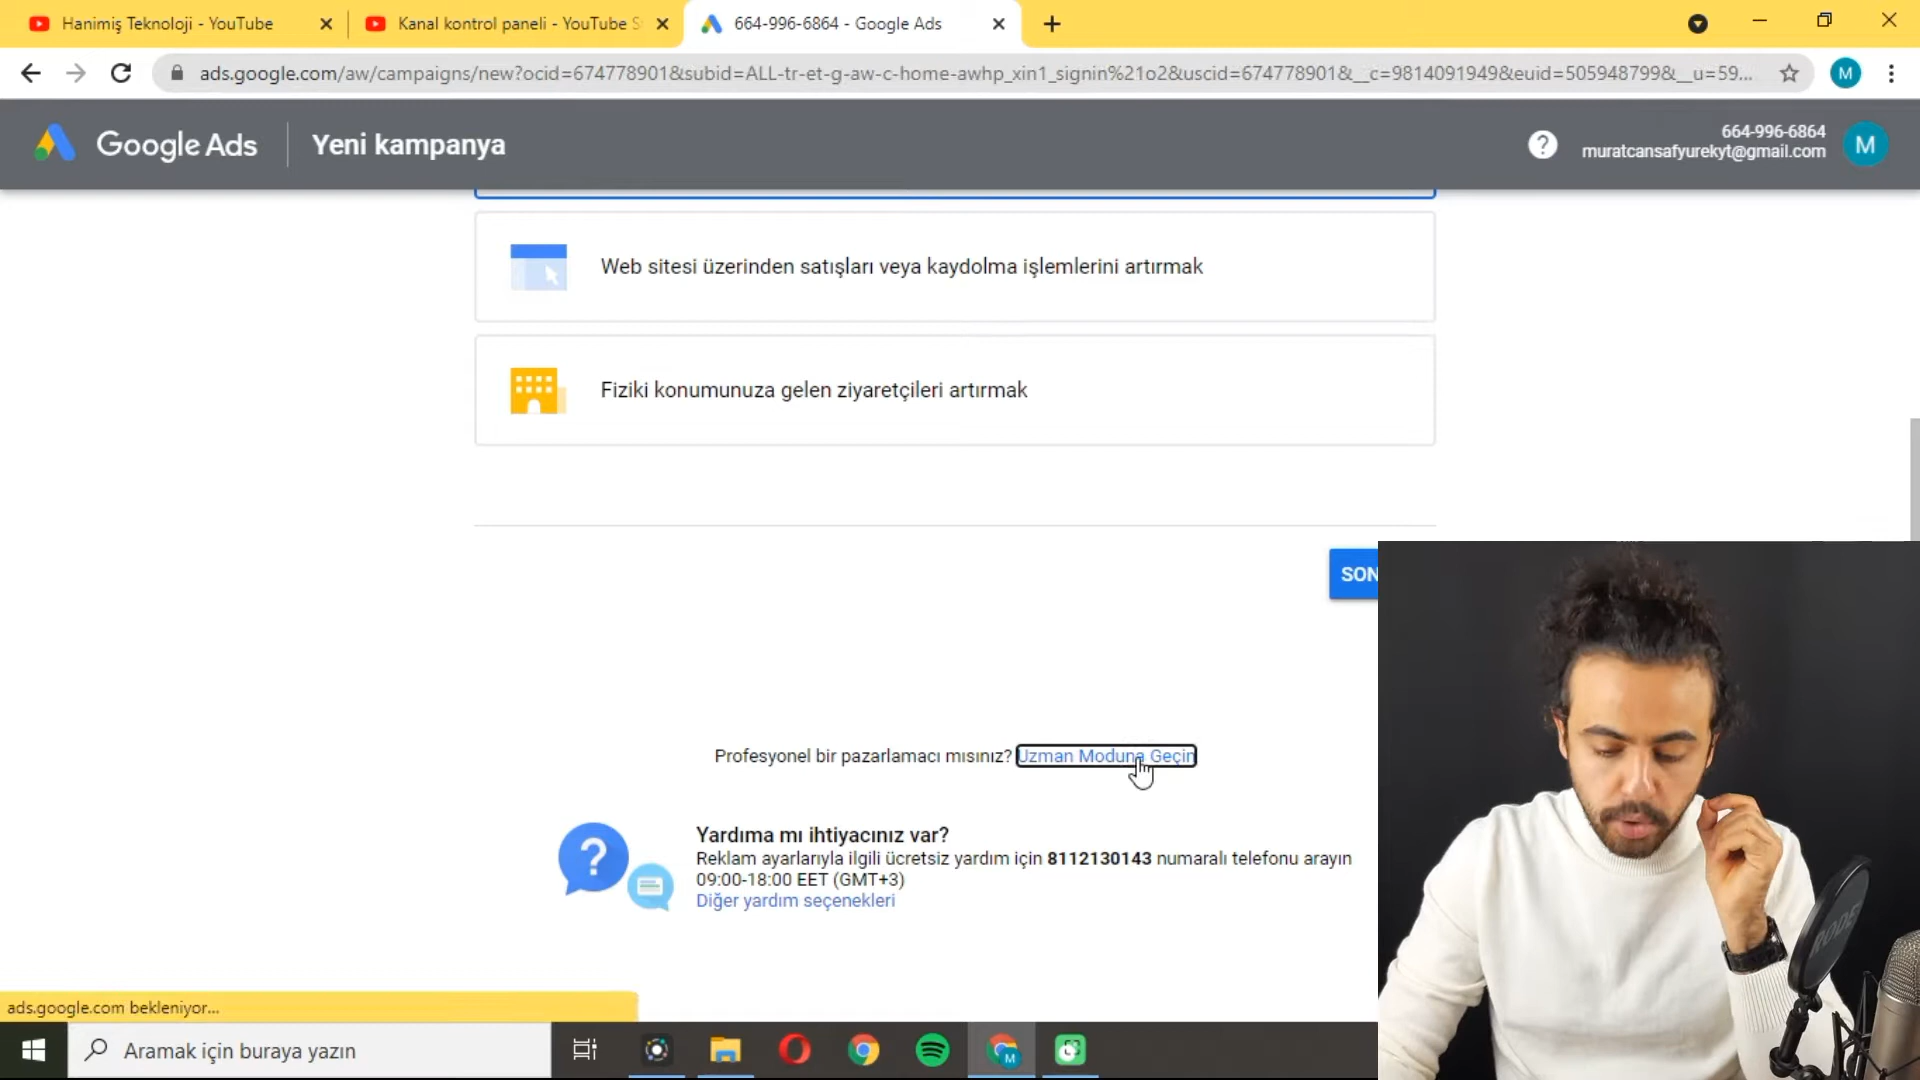 Hanimiş Teknoloji - YouTube
Kanal kontrol paneli - YouTube S
664-996-6864 - Google Ads
ads.google.com/aw/campaigns/new?ocid=674778901&subid=ALL-tr-et-g-aw-c-home-awhp_xin1_signin%21o2&uscid=674778901&__c=9814091949&euid=505948799&__u=59...
M
Google Ads
Yeni kampanya
?
664-996-6864
muratcansafyurekyt@gmail.com
M
Web sitesi üzerinden satışları veya kaydolma işlemlerini artırmak
Fiziki konumunuza gelen ziyaretçileri artırmak
SON
Profesyonel bir pazarlamacı mısınız? Uzman Moduna Geçin
?
Yardıma mı ihtiyacınız var?
Reklam ayarlarıyla ilgili ücretsiz yardım için 8112130143 numaralı telefonu arayın
09:00-18:00 EET (GMT+3)
Diğer yardım seçenekleri
RODE
ads.google.com bekleniyor...
Aramak için buraya yazın
M